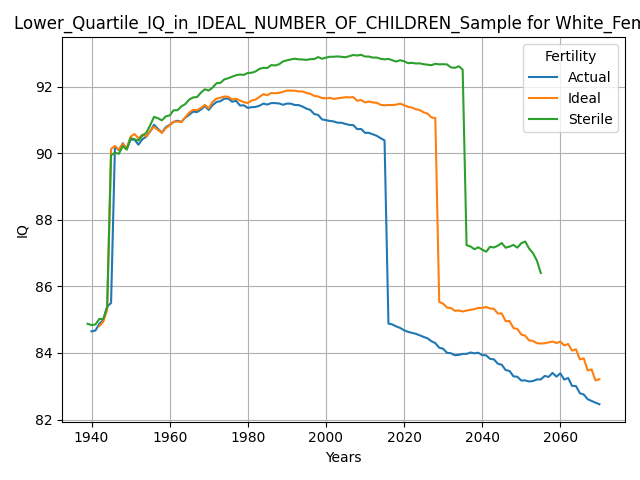 Lower_Quartile_IQ_in_IDEAL_NUMBER_OF_CHILDREN_Sample for White_Fem
Fertility
Actual
Ideal
Sterile
IQ
92
90
88
86
84
82
1940
1960
1980
2000
2020
2040
2060
Years